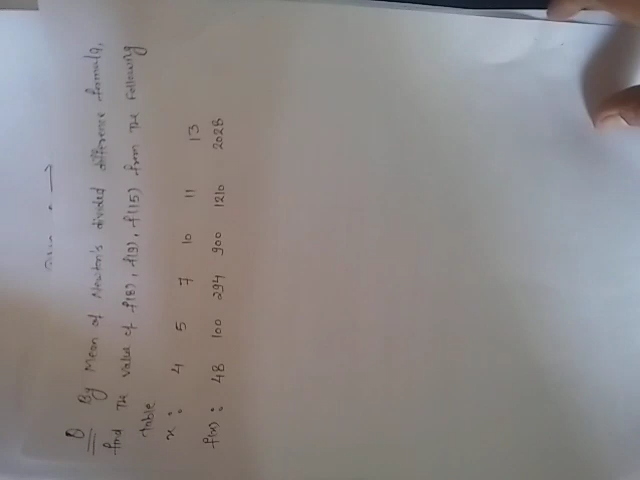 Q By Mean of Newton's divided difference formula,
find The value of f(8), f(9), f(15) from The Following
table
x : 4 5 7 10 11 13
f(x) : 48 100 294 900 1210 2028